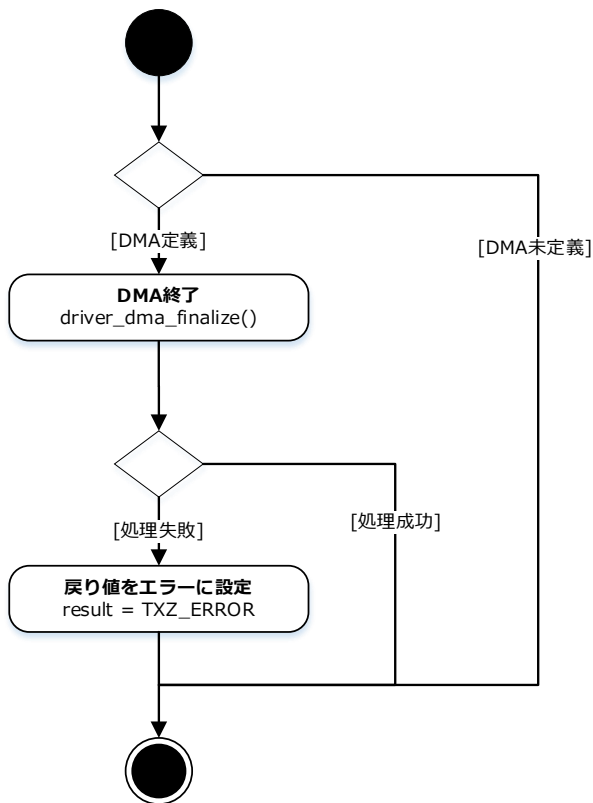 [DMA定義]
[DMA未定義]
DMA終了
driver_dma_finalize()
[処理失敗]
[処理成功]
戻り値をエラーに設定
result = TXZ_ERROR